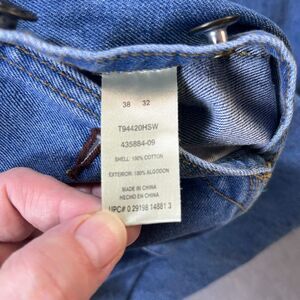 38 32
T94420HSW
435884-09
SHELL: 100% COTTON
EXTERIOR: 100% ALGODON
MADE IN CHINA
HECHO EN CHINA
UPC# 0 29198 14881 3